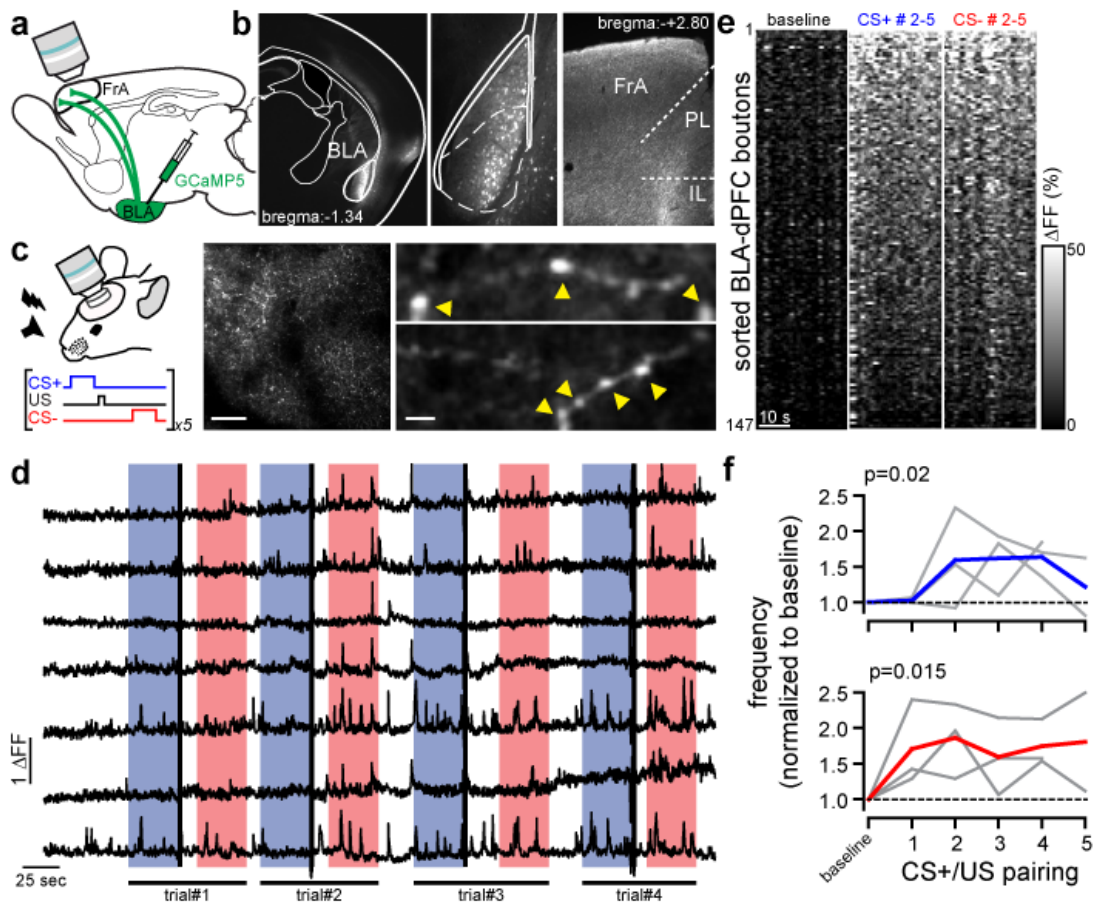 a
FrA
GCaMP5
BLA
b
BLA
bregma:-1.34
bregma:-+2.80
FrA
PL
IL
c
CS+
US
CS-
x5
d
1 ΔFF
25 sec
trial#1
trial#2
trial#3
trial#4
e
baseline
CS+ # 2-5
CS- # 2-5
1
sorted BLA-dPFC boutons
147
10 s
ΔFF (%)
50
0
f
p=0.02
2.5
2.0
1.5
1.0
p=0.015
2.5
2.0
1.5
1.0
frequency
(normalized to baseline)
baseline
1
2
3
4
5
CS+/US pairing